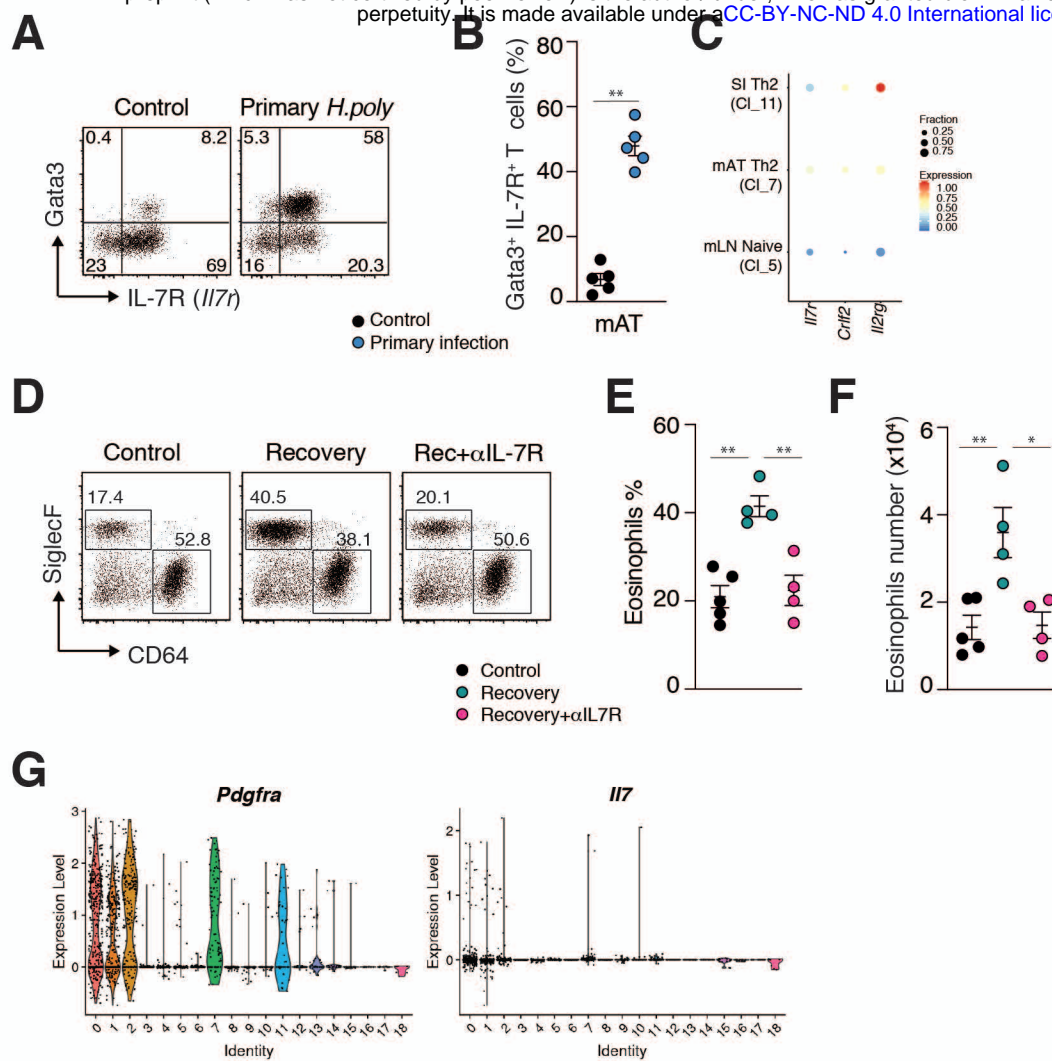 perpetuity. It is made available under aCC-BY-NC-ND 4.0 International lic
A
Control
Primary H.poly
0.4
8.2
5.3
58
23
69
16
20.3
Gata3
IL-7R (Il7r)
Control
Primary infection
B
Gata3+ IL-7R+ T cells (%)
80
60
40
20
0
**
mAT
C
SI Th2
(Cl_11)
mAT Th2
(Cl_7)
mLN Naive
(Cl_5)
Il7r
Crlf2
Il2rg
Fraction
0.25
0.50
0.75
Expression
1.00
0.75
0.50
0.25
0.00
D
Control
Recovery
Rec+αIL-7R
17.4
52.8
40.5
38.1
20.1
50.6
SiglecF
CD64
Control
Recovery
Recovery+αIL7R
E
Eosinophils %
60
40
20
0
**
**
F
Eosinophils number (x10⁴)
6
4
2
0
**
*
G
Pdgfra
Expression Level
3
2
1
0
0 1 2 3 4 5 6 7 8 9 10 11 12 13 14 15 16 17 18
Identity
Il7
Expression Level
2
1
0
0 1 2 3 4 5 6 7 8 9 10 11 12 13 14 15 16 17 18
Identity